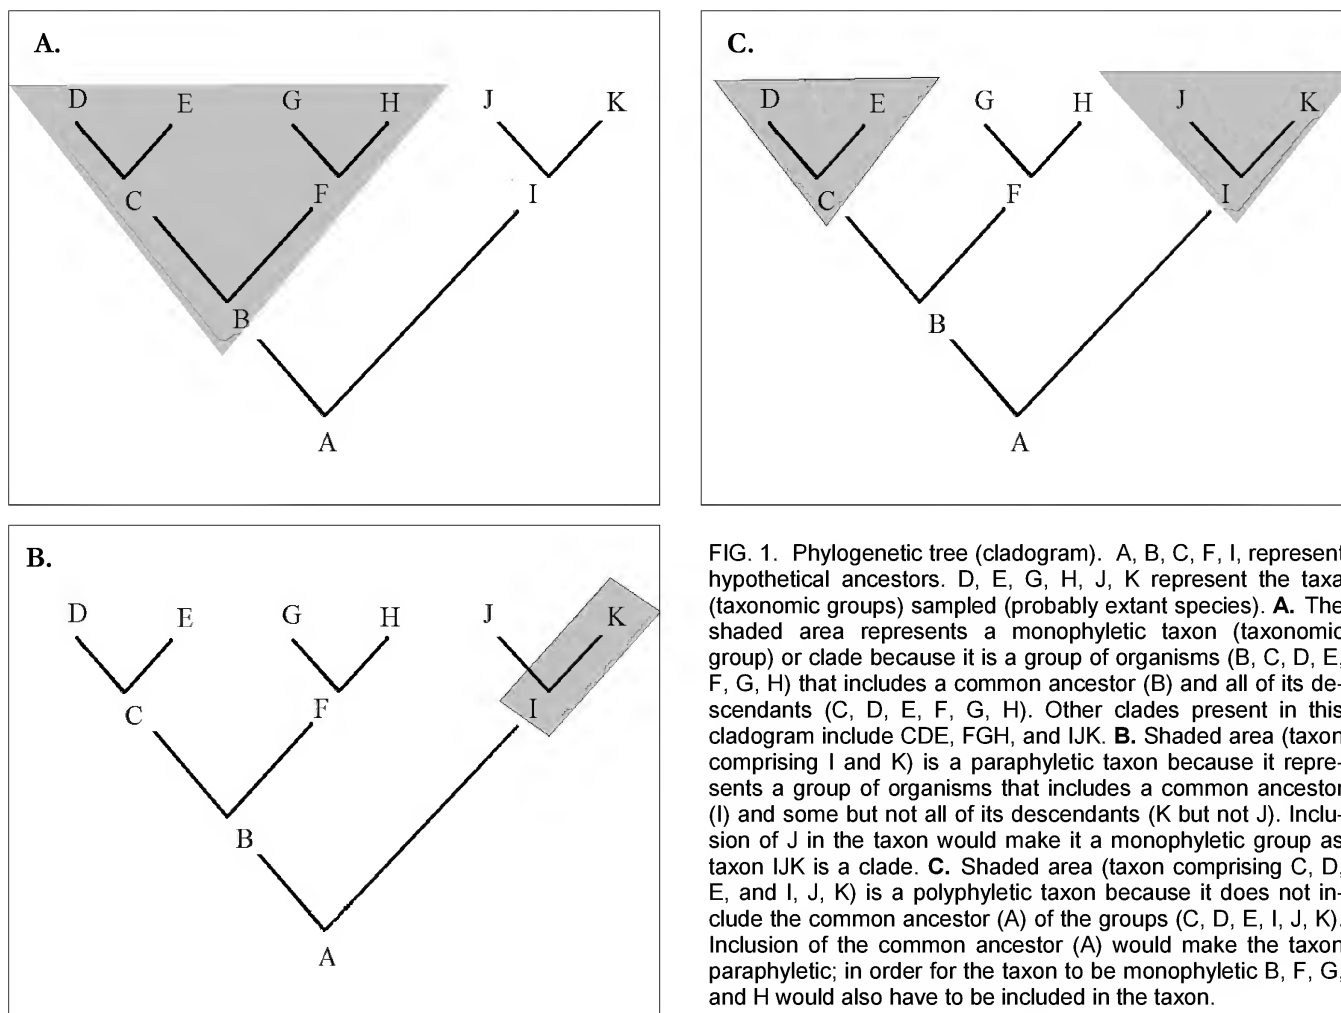 A.
D E G H J K
C F I
B
A
B.
D E G H J K
C F I
B
A
C.
D E G H J K
C F I
B
A
FIG. 1. Phylogenetic tree (cladogram). A, B, C, F, I, represent
hypothetical ancestors. D, E, G, H, J, K represent the taxa
(taxonomic groups) sampled (probably extant species). A. The
shaded area represents a monophyletic taxon (taxonomic
group) or clade because it is a group of organisms (B, C, D, E,
F, G, H) that includes a common ancestor (B) and all of its de-
scendants (C, D, E, F, G, H). Other clades present in this
cladogram include CDE, FGH, and IJK. B. Shaded area (taxon
comprising I and K) is a paraphyletic taxon because it repre-
sents a group of organisms that includes a common ancestor
(I) and some but not all of its descendants (K but not J). Inclu-
sion of J in the taxon would make it a monophyletic group as
taxon IJK is a clade. C. Shaded area (taxon comprising C, D,
E, and I, J, K) is a polyphyletic taxon because it does not in-
clude the common ancestor (A) of the groups (C, D, E, I, J, K).
Inclusion of the common ancestor (A) would make the taxon
paraphyletic; in order for the taxon to be monophyletic B, F, G,
and H would also have to be included in the taxon.